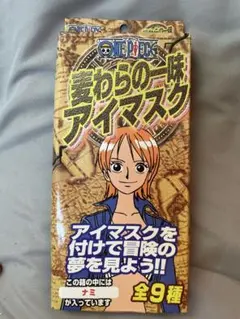 ONE PIECE
麦わらの一味
アイマスク
アイマスクを
付けて冒険の
夢を見よう!!
この箱の中には
ナミ
が入っています
全9種